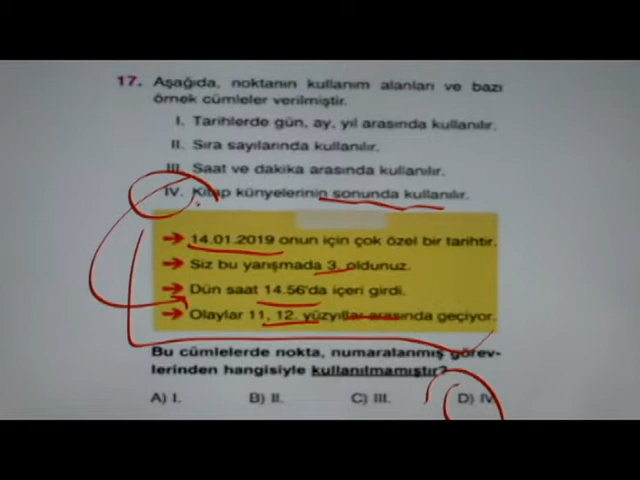 17. Aşağıda, noktanın kullanım alanları ve bazı
örnek cümleler verilmiştir.
I. Tarihlerde gün, ay, yıl arasında kullanılır.
II. Sıra sayılarında kullanılır.
III. Saat ve dakika arasında kullanılır.
IV. Kitap künyelerinin sonunda kullanılır.
➔ 14.01.2019 onun için çok özel bir tarihtir.
➔ Siz bu yarışmada 3. oldunuz.
➔ Dün saat 14.56'da içeri girdi.
➔ Olaylar 11, 12. yüzyıllar arasında geçiyor.
Bu cümlelerde nokta, numaralanmış görev-
lerinden hangisiyle kullanılmamıştır?
A) I. B) II. C) III. D) IV.